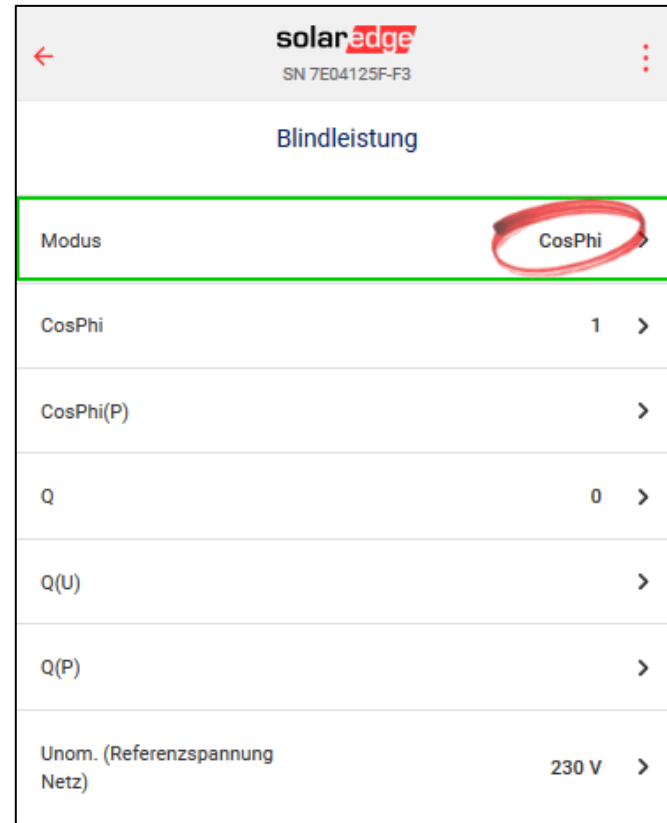 solaredge
SN 7E04125F-F3
Blindleistung
Modus CosPhi
CosPhi 1
CosPhi(P)
Q 0
Q(U)
Q(P)
Unom. (Referenzspannung
Netz) 230 V